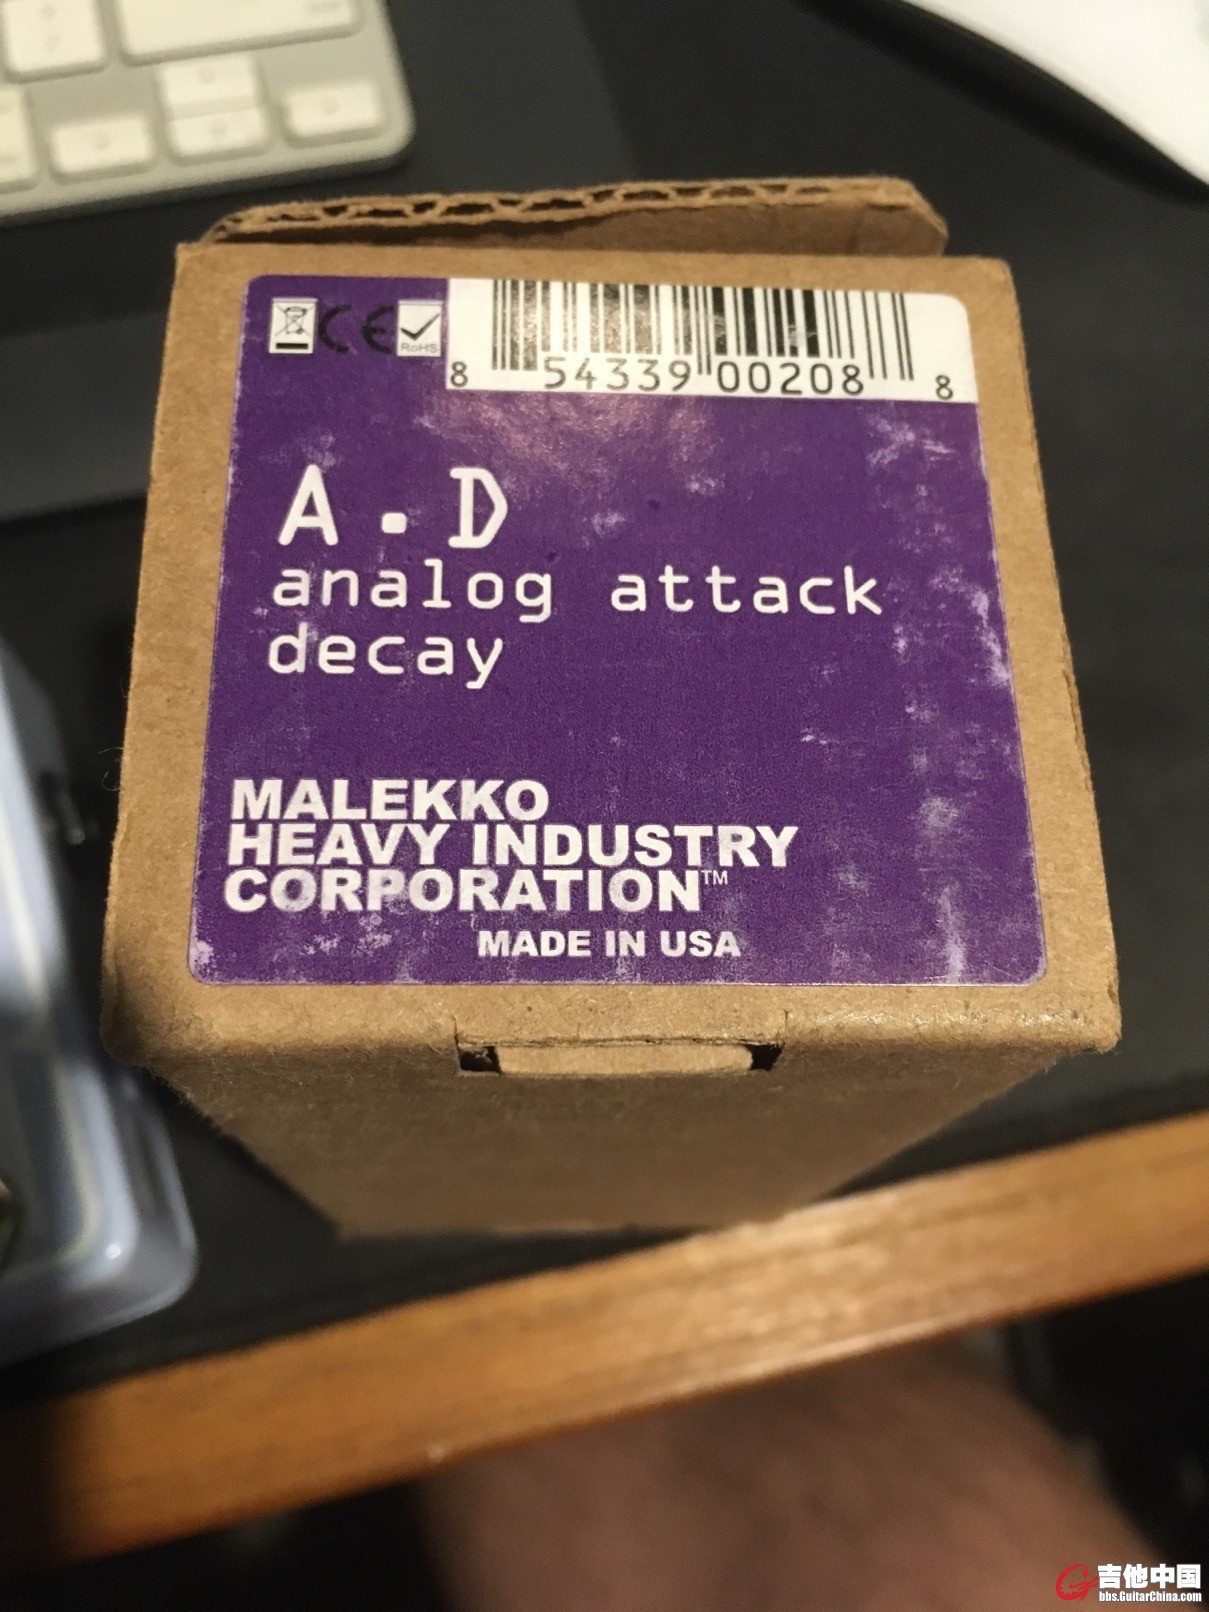 CE
RoHS
8 54339 00208 8
A.D
analog attack
decay
MALEKKO
HEAVY INDUSTRY
CORPORATION™
MADE IN USA
吉他中国
bbs.GuitarChina.com